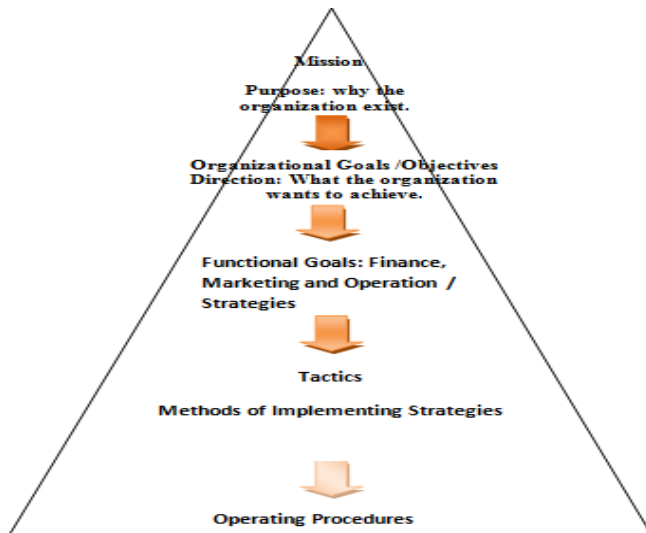 Mission
Purpose: why the
organization exist.
Organizational Goals /Objectives
Direction: What the organization
wants to achieve.
Functional Goals: Finance,
Marketing and Operation /
Strategies
Tactics
Methods of Implementing Strategies
Operating Procedures